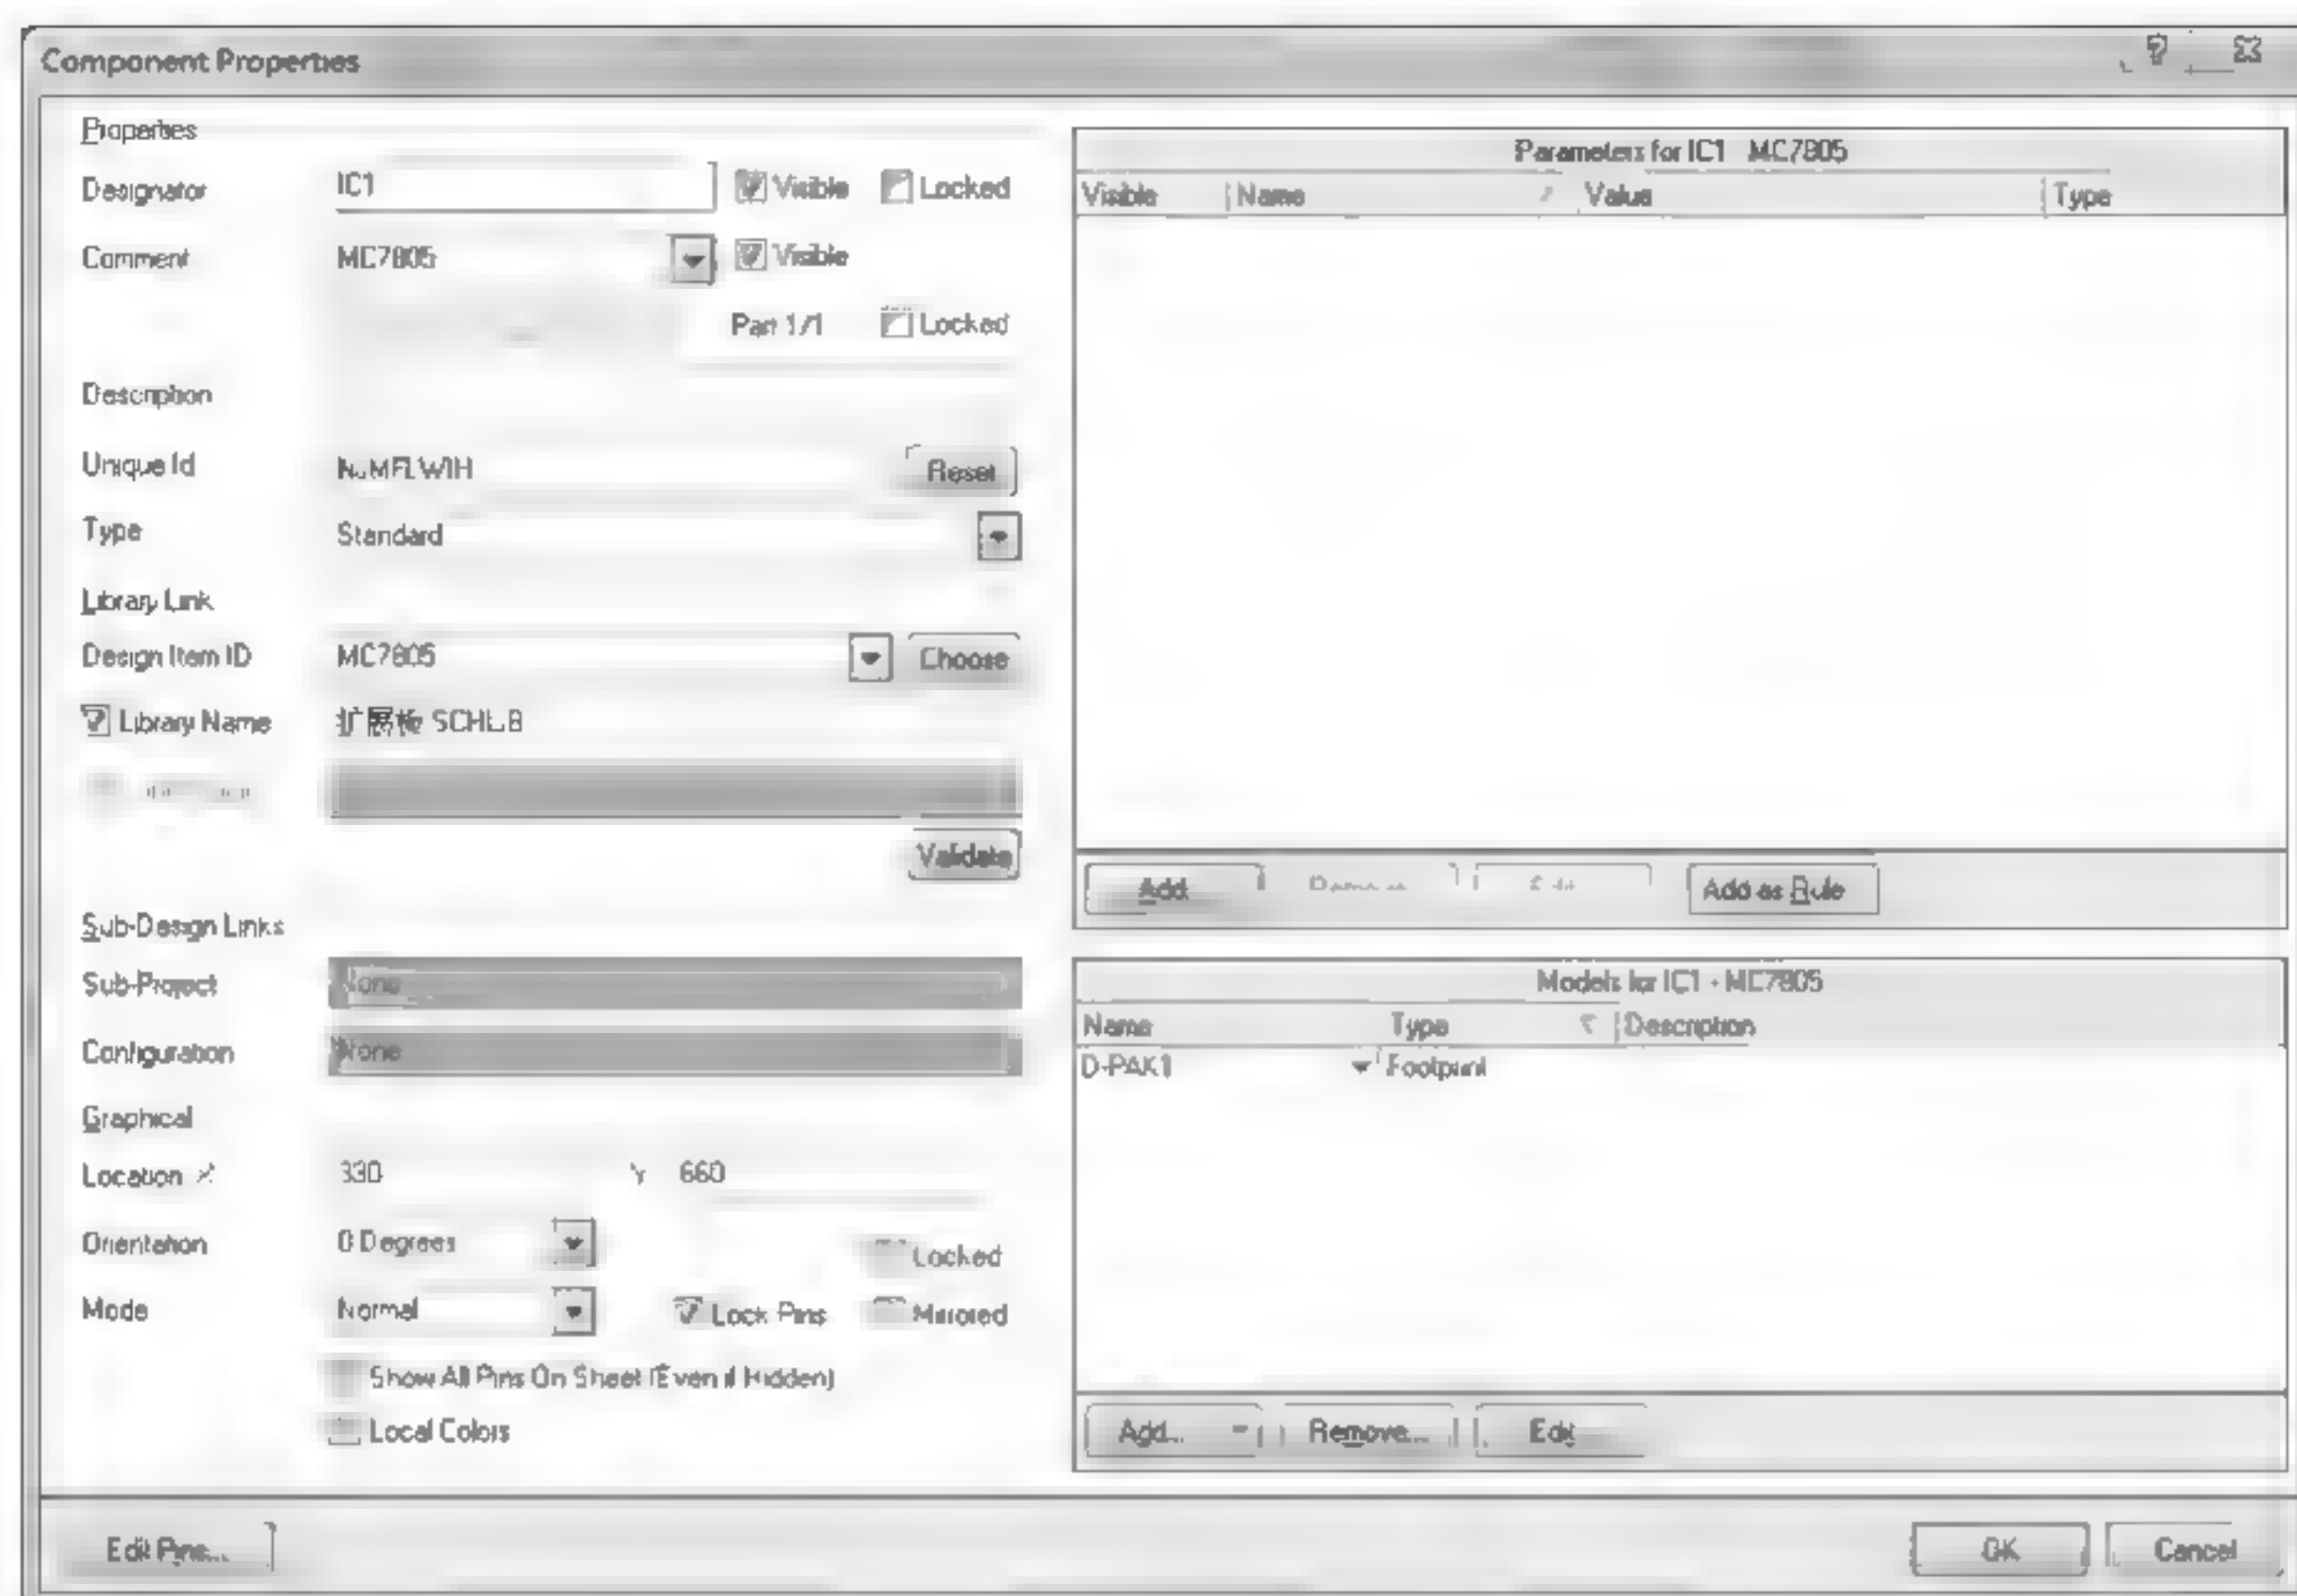 Component Properties
Properties
Designator IC1 Visible Locked
Comment MC7805 Visible
Part 1/1 Locked
Description
Unique Id Reset
Type Standard
Library Link
Design Item ID MC7805 Choose
Library Name 扩展板 SCHLIB
Validate
Sub-Design Links
Sub-Project None
Configuration None
Graphical
Location X 330 Y 660
Orientation 0 Degrees Locked
Mode Normal Lock Pins Mirrored
Show All Pins On Sheet (Even if Hidden)
Local Colors
Parameters for IC1 - MC7805
Visible Name Value Type
Add... Remove... Edit... Add as Rule
Models for IC1 - MC7805
Name Type Description
D-PAK1 Footprint
Add... Remove... Edit...
Edit Pins... OK Cancel